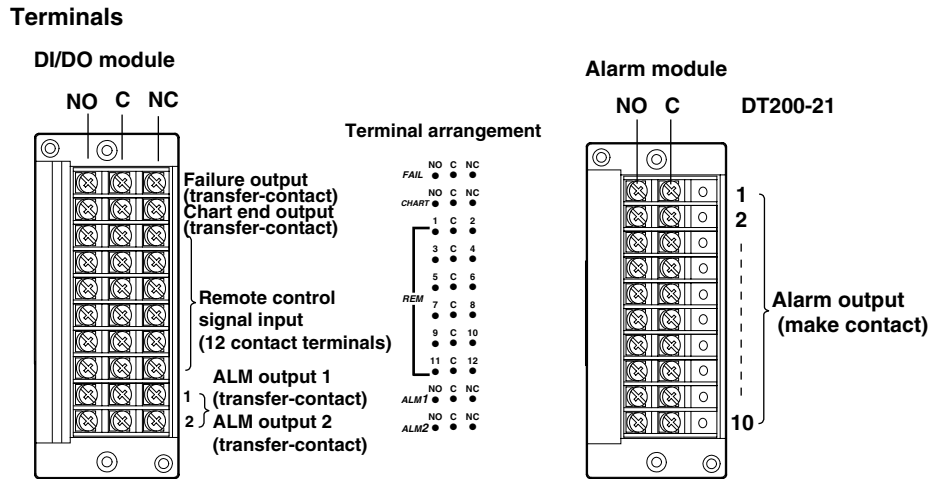 Terminals
DI/DO module
NO C NC
Failure output
(transfer-contact)
Chart end output
(transfer-contact)
Remote control
signal input
(12 contact terminals)
ALM output 1
1 (transfer-contact)
2 ALM output 2
(transfer-contact)
Terminal arrangement
NO C NC
FAIL
NO C NC
CHART
1 C 2
3 C 4
5 C 6
REM
7 C 8
9 C 10
11 C 12
NO C NC
ALM1
NO C NC
ALM2
Alarm module
NO C DT200-21
1
2
Alarm output
(make contact)
10